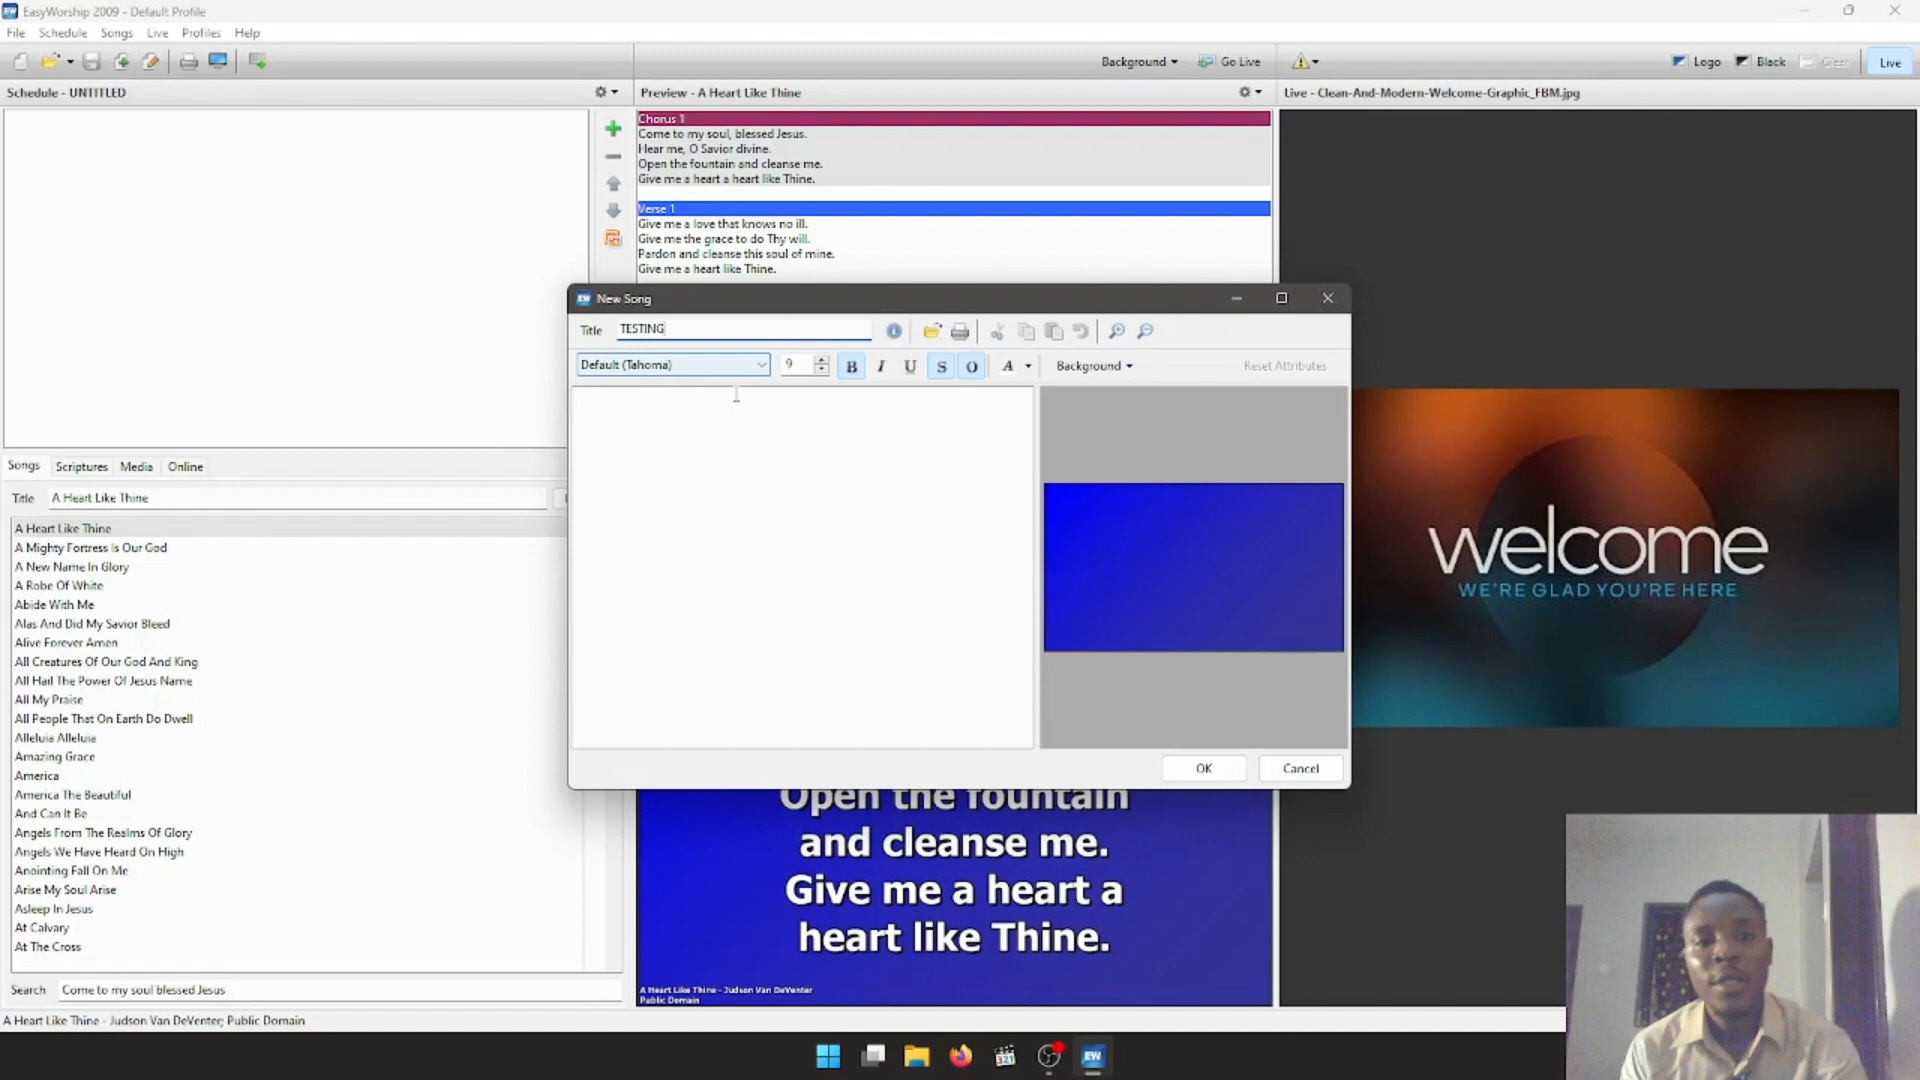 EasyWorship 2009 - Default Profile
File Schedule Songs Live Profiles Help
Background Go Live Logo Black Clear Live
Schedule - UNTITLED
Preview - A Heart Like Thine
Live - Clean-And-Modern-Welcome-Graphic_FBM.jpg
Chorus 1
Come to my soul, blessed Jesus.
Hear me, O Savior divine.
Open the fountain and cleanse me.
Give me a heart a heart like Thine.
Verse 1
Give me a love that knows no ill.
Give me the grace to do Thy will.
Pardon and cleanse this soul of mine.
Give me a heart like Thine.
New Song
Title TESTING
Default (Tahoma) 9 B I U S O A Background Reset Attributes
OK Cancel
welcome
WE'RE GLAD YOU'RE HERE
Songs Scriptures Media Online
Title A Heart Like Thine
A Heart Like Thine
A Mighty Fortress Is Our God
A New Name In Glory
A Robe Of White
Abide With Me
Alas And Did My Savior Bleed
Alive Forever Amen
All Creatures Of Our God And King
All Hail The Power Of Jesus Name
All My Praise
All People That On Earth Do Dwell
Alleluia Alleluia
Amazing Grace
America
America The Beautiful
And Can It Be
Angels From The Realms Of Glory
Angels We Have Heard On High
Anointing Fall On Me
Arise My Soul Arise
Asleep In Jesus
At Calvary
At The Cross
Search Come to my soul blessed Jesus
Open the fountain
and cleanse me.
Give me a heart a
heart like Thine.
A Heart Like Thine - Judson Van DeVenter
Public Domain
A Heart Like Thine - Judson Van DeVenter; Public Domain